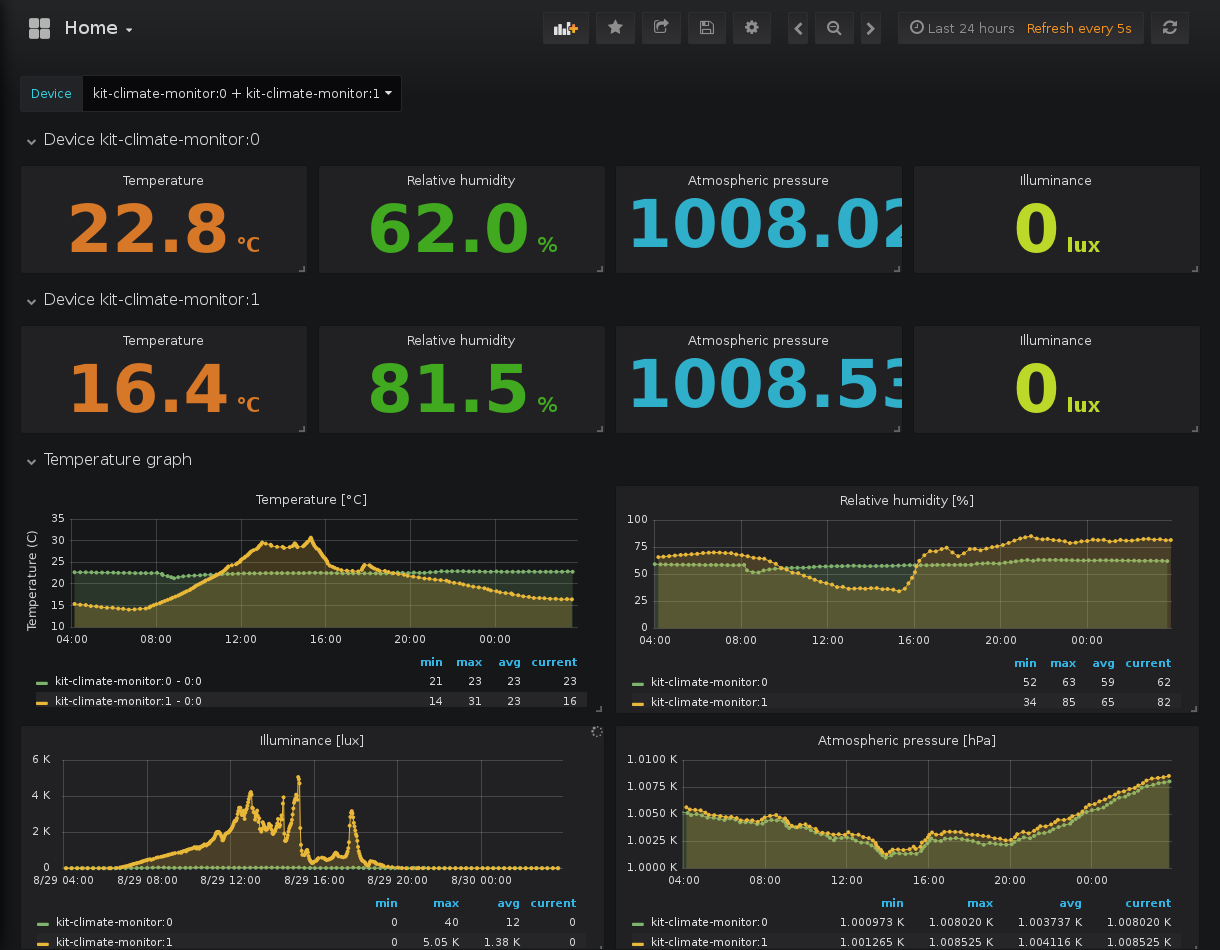 Home
Last 24 hours Refresh every 5s
Device kit-climate-monitor:0 + kit-climate-monitor:1
Device kit-climate-monitor:0
Temperature Relative humidity Atmospheric pressure Illuminance
22.8 °C 62.0 % 1008.02 0 lux
Device kit-climate-monitor:1
Temperature Relative humidity Atmospheric pressure Illuminance
16.4 °C 81.5 % 1008.53 0 lux
Temperature graph
Temperature [°C]
Temperature (C)
35
30
25
20
15
10
04:00 08:00 12:00 16:00 20:00 00:00
min max avg current
kit-climate-monitor:0 - 0:0 21 23 23 23
kit-climate-monitor:1 - 0:0 14 31 23 16
Relative humidity [%]
100
75
50
25
0
04:00 08:00 12:00 16:00 20:00 00:00
min max avg current
kit-climate-monitor:0 52 63 59 62
kit-climate-monitor:1 34 85 65 82
Illuminance [lux]
6 K
4 K
2 K
0
8/29 04:00 8/29 08:00 8/29 12:00 8/29 16:00 8/29 20:00 8/30 00:00
min max avg current
kit-climate-monitor:0 0 40 12 0
kit-climate-monitor:1 0 5.05 K 1.38 K 0
Atmospheric pressure [hPa]
1.0100 K
1.0075 K
1.0050 K
1.0025 K
1.0000 K
04:00 08:00 12:00 16:00 20:00 00:00
min max avg current
kit-climate-monitor:0 1.000973 K 1.008020 K 1.003737 K 1.008020 K
kit-climate-monitor:1 1.001265 K 1.008525 K 1.004116 K 1.008525 K